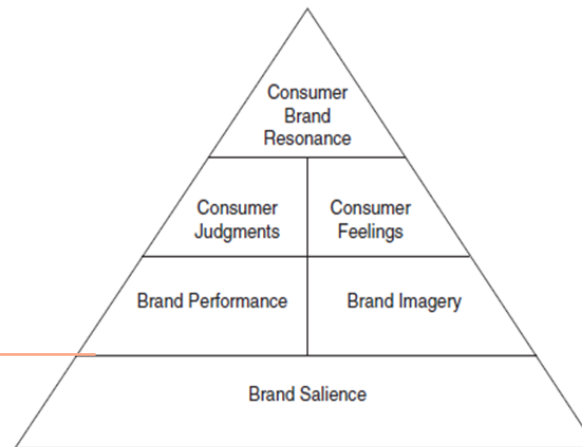 Consumer
Brand
Resonance
Consumer
Judgments
Consumer
Feelings
Brand Performance
Brand Imagery
Brand Salience